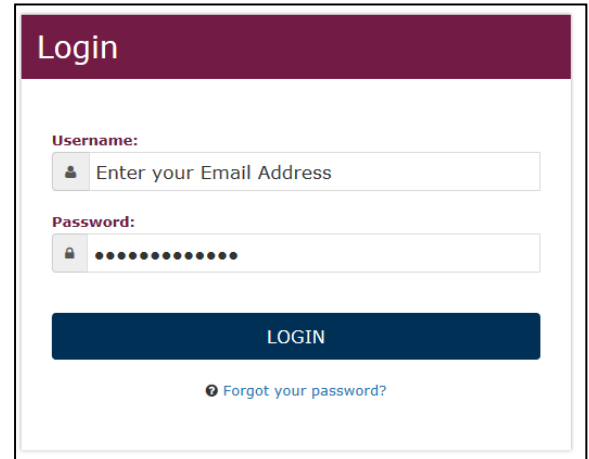 Login
Username:
Enter your Email Address
Password:
•••••••••••••
LOGIN
Forgot your password?